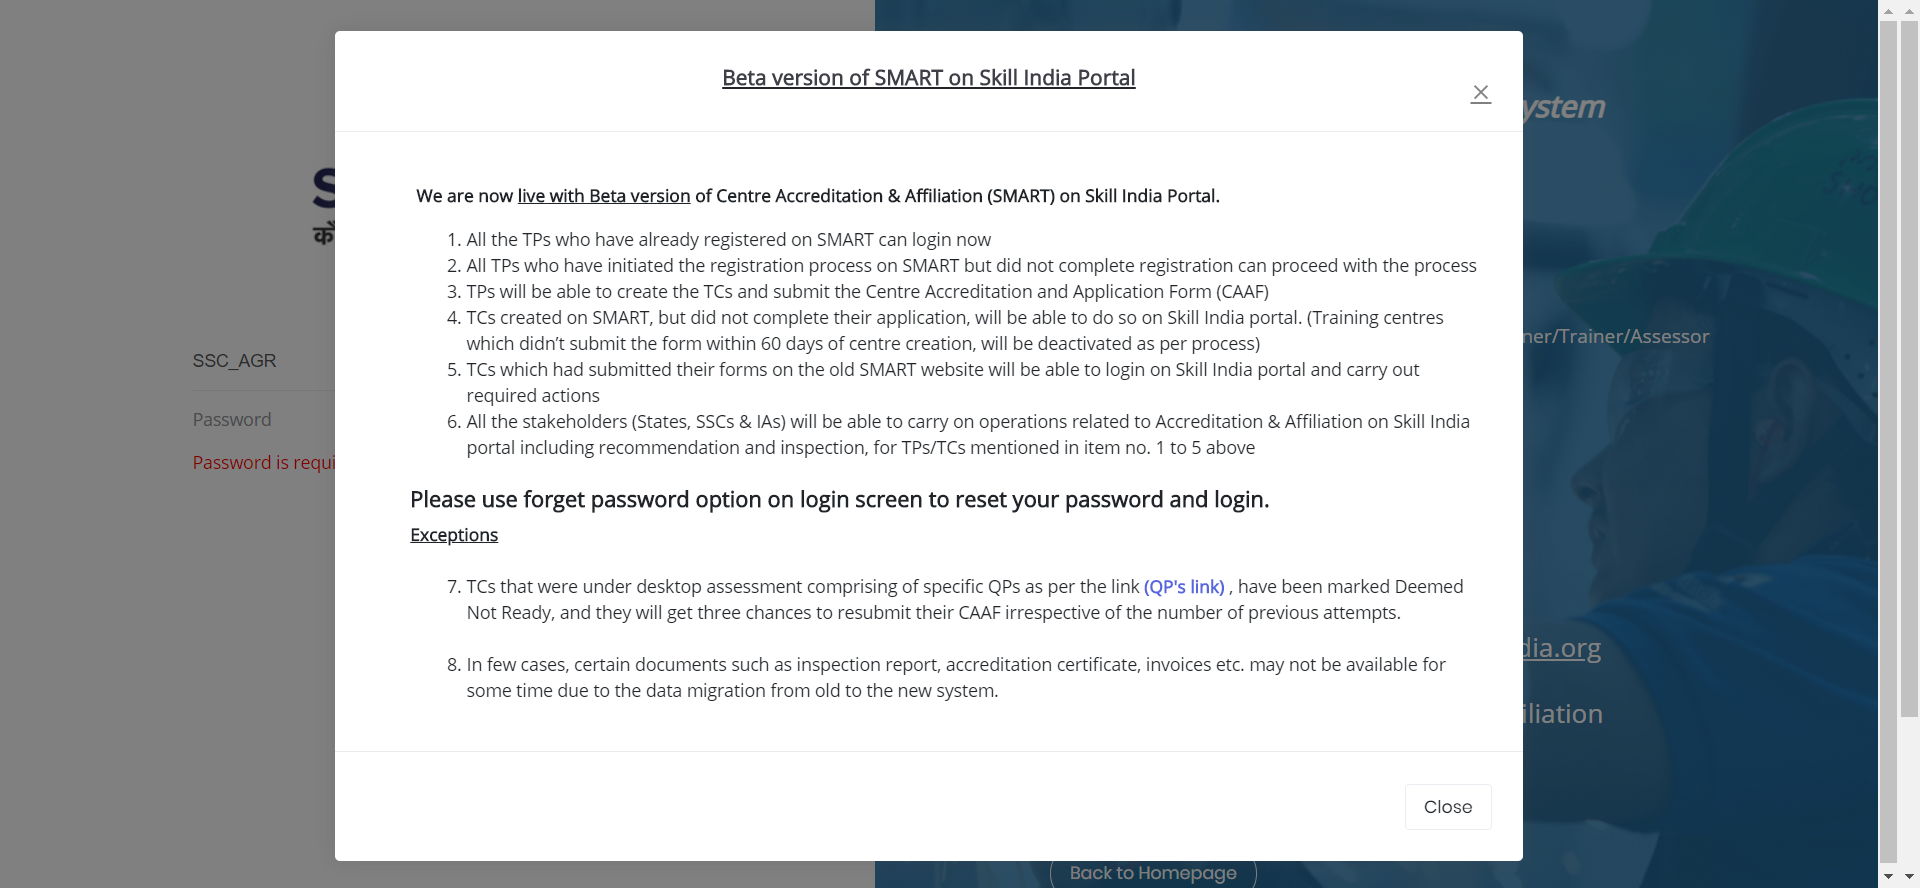 Beta version of SMART on Skill India Portal
We are now live with Beta version of Centre Accreditation & Affiliation (SMART) on Skill India Portal.
1. All the TPs who have already registered on SMART can login now
2. All TPs who have initiated the registration process on SMART but did not complete registration can proceed with the process
3. TPs will be able to create the TCs and submit the Centre Accreditation and Application Form (CAAF)
4. TCs created on SMART, but did not complete their application, will be able to do so on Skill India portal. (Training centres
which didn’t submit the form within 60 days of centre creation, will be deactivated as per process)
5. TCs which had submitted their forms on the old SMART website will be able to login on Skill India portal and carry out
required actions
6. All the stakeholders (States, SSCs & IAs) will be able to carry on operations related to Accreditation & Affiliation on Skill India
portal including recommendation and inspection, for TPs/TCs mentioned in item no. 1 to 5 above
Please use forget password option on login screen to reset your password and login.
Exceptions
7. TCs that were under desktop assessment comprising of specific QPs as per the link (QP's link) , have been marked Deemed
Not Ready, and they will get three chances to resubmit their CAAF irrespective of the number of previous attempts.
8. In few cases, certain documents such as inspection report, accreditation certificate, invoices etc. may not be available for
some time due to the data migration from old to the new system.
Close
S
कौ
SSC_AGR
Password
Password is requi
ystem
ner/Trainer/Assessor
dia.org
iliation
Back to Homepage